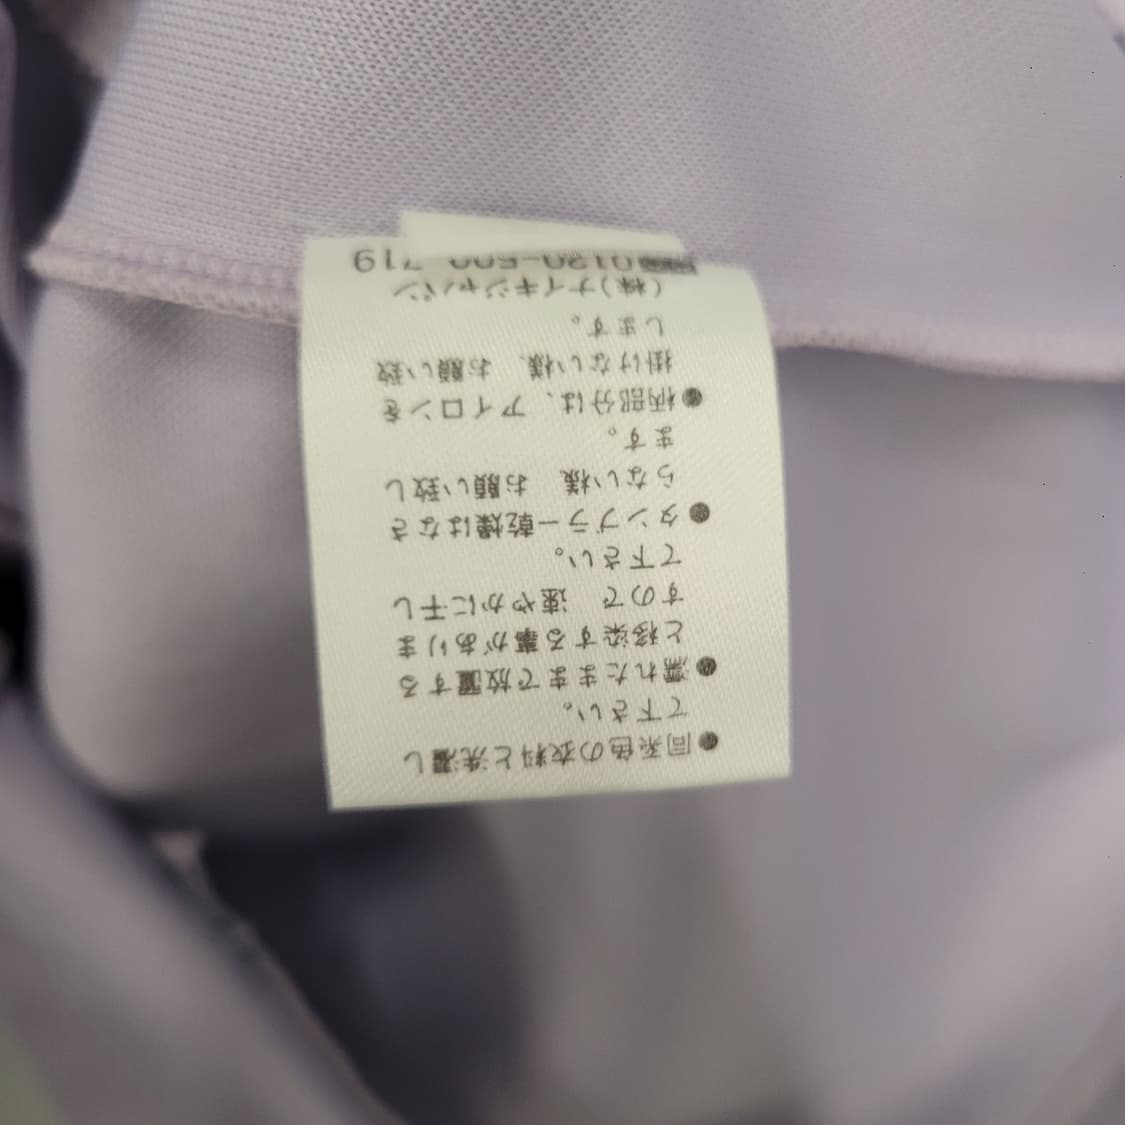 ●同系色の衣料と洗濯し
て下さい。
●濡れたままで放置する
と移染する事がありま
すので 速やかに干し
て下さい。
●タンブラー乾燥はなさ
らない様 お願い致し
ます。
●柄部分は、アイロンを
掛けない様、お願い致
します。
(株)ナイキジャパン
0120-500-719